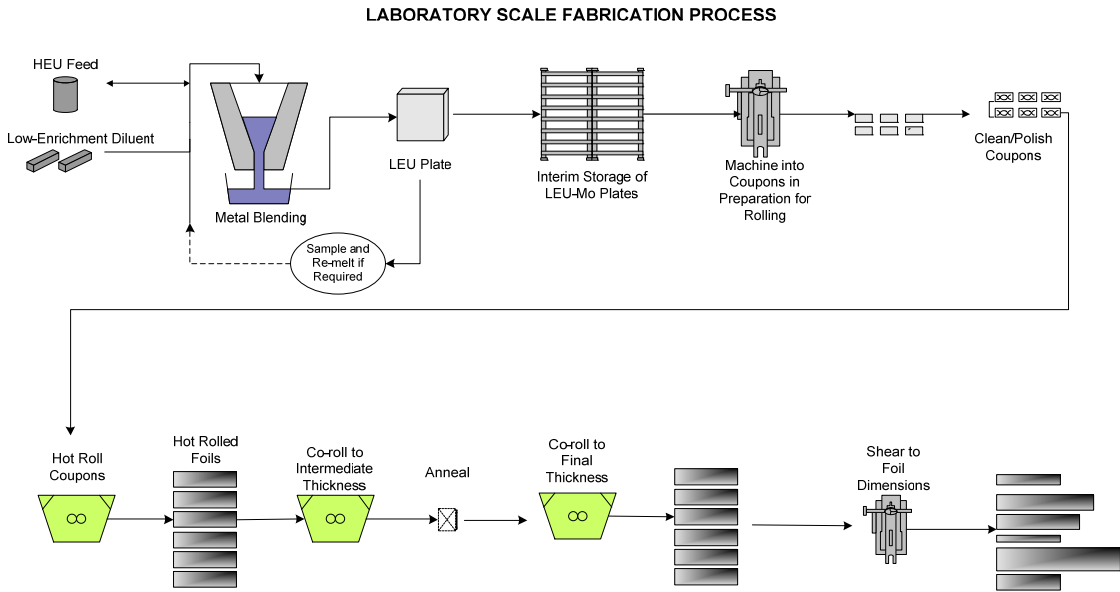 LABORATORY SCALE FABRICATION PROCESS
HEU Feed
Low-Enrichment Diluent
Metal Blending
LEU Plate
Sample and
Re-melt if
Required
Interim Storage of
LEU-Mo Plates
Machine into
Coupons in
Preparation for
Rolling
Clean/Polish
Coupons
Hot Roll
Coupons
Hot Rolled
Foils
Co-roll to
Intermediate
Thickness
Anneal
Co-roll to
Final
Thickness
Shear to
Foil
Dimensions